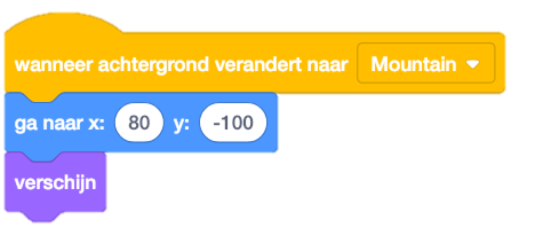 wanneer achtergrond verandert naar Mountain
ga naar x: 80 y: -100
verschijn